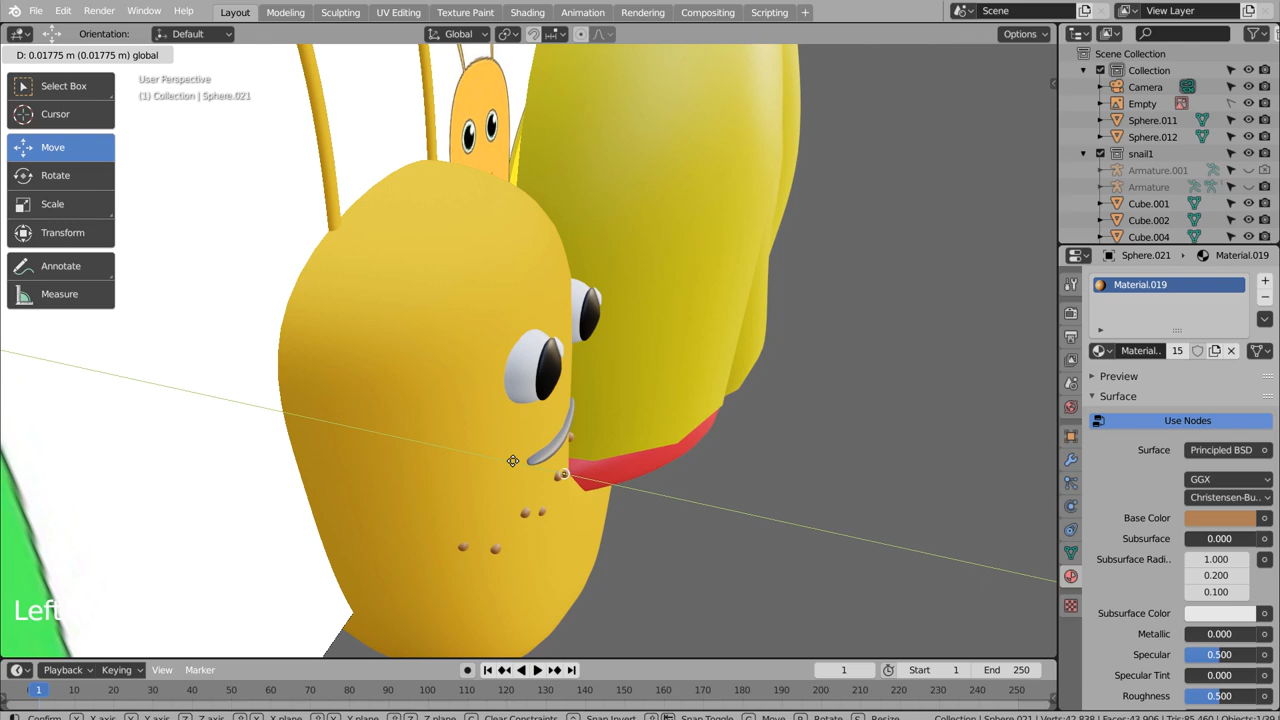 File Edit Render Window Help Layout Modeling Sculpting UV Editing Texture Paint Shading Animation Rendering Compositing Scripting + Scene View Layer
Orientation: Default Global Options
D: 0.01775 m (0.01775 m) global
User Perspective
(1) Collection | Sphere.021
Select Box
Cursor
Move
Rotate
Scale
Transform
Annotate
Measure
Left
Scene Collection
Collection
Camera
Empty
Sphere.011
Sphere.012
snail1
Armature.001
Armature
Cube.001
Cube.002
Cube.004
Sphere.021 Material.019
Material.019
Material.. 15
Preview
Surface
Use Nodes
Surface Principled BSD
GGX
Christensen-Bu..
Base Color
Subsurface 0.000
Subsurface Radi.. 1.000
0.200
0.100
Subsurface Color
Metallic 0.000
Specular 0.500
Specular Tint 0.000
Roughness 0.500
Playback Keying View Marker 1 Start 1 End 250
1 10 20 30 40 50 60 70 80 90 100 110 120 130 140 150 160 170 180 190 200 210 220 230 240 250